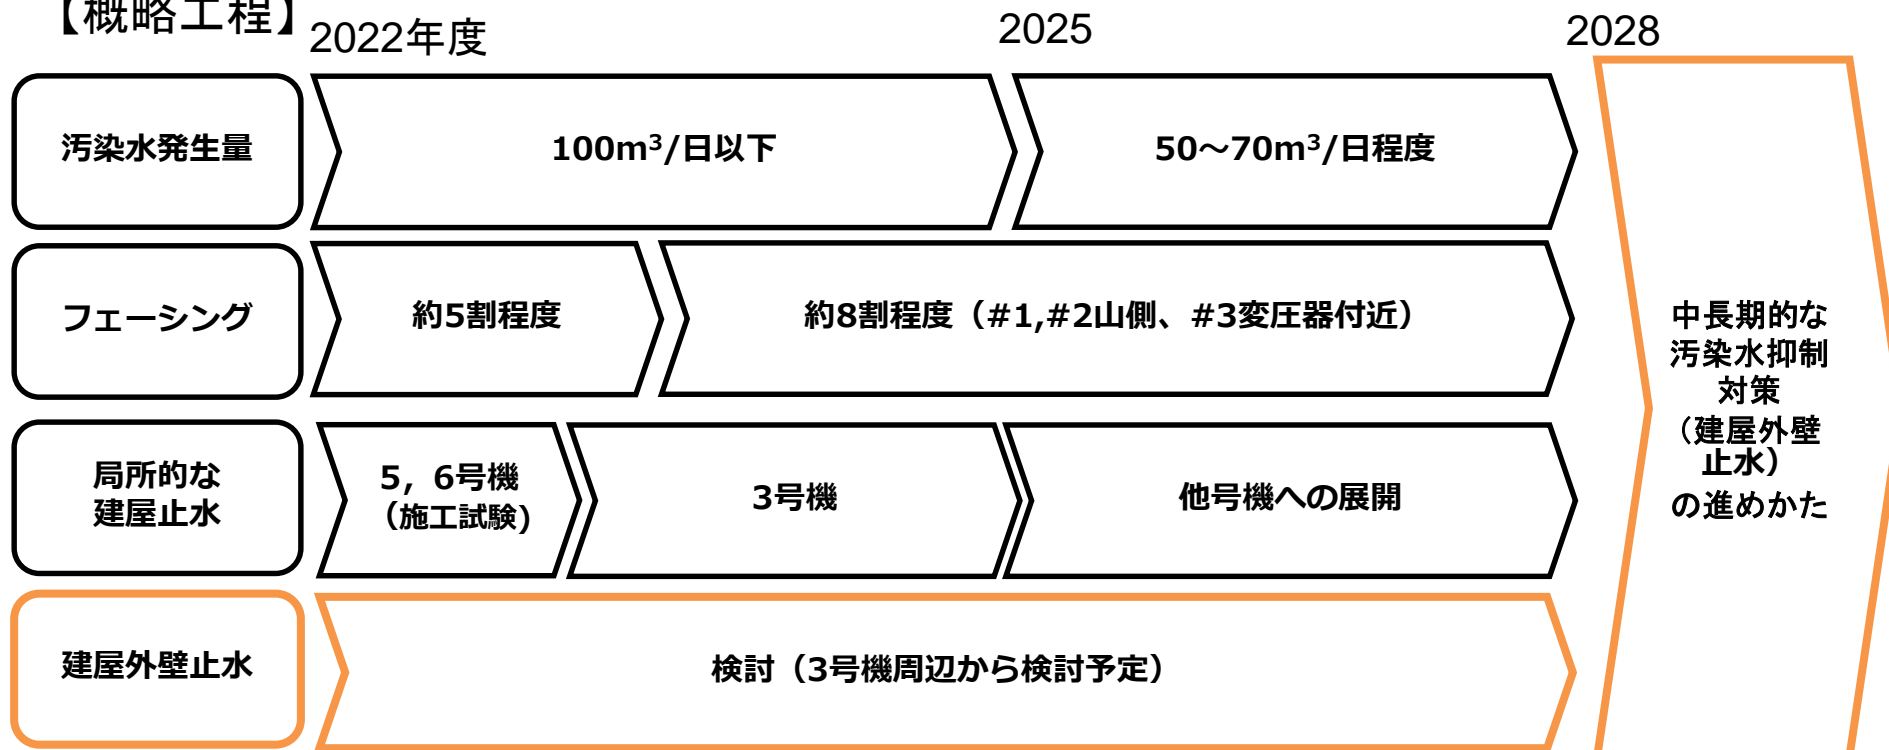 【概略工程】
2022年度
2025
2028
汚染水発生量
100m³/日以下
50～70m³/日程度
フェーシング
約5割程度
約8割程度（#1,#2山側、#3変圧器付近）
局所的な
建屋止水
5，6号機
（施工試験)
3号機
他号機への展開
建屋外壁止水
検討（3号機周辺から検討予定）
中長期的な
汚染水抑制
対策
（建屋外壁
止水）
の進めかた